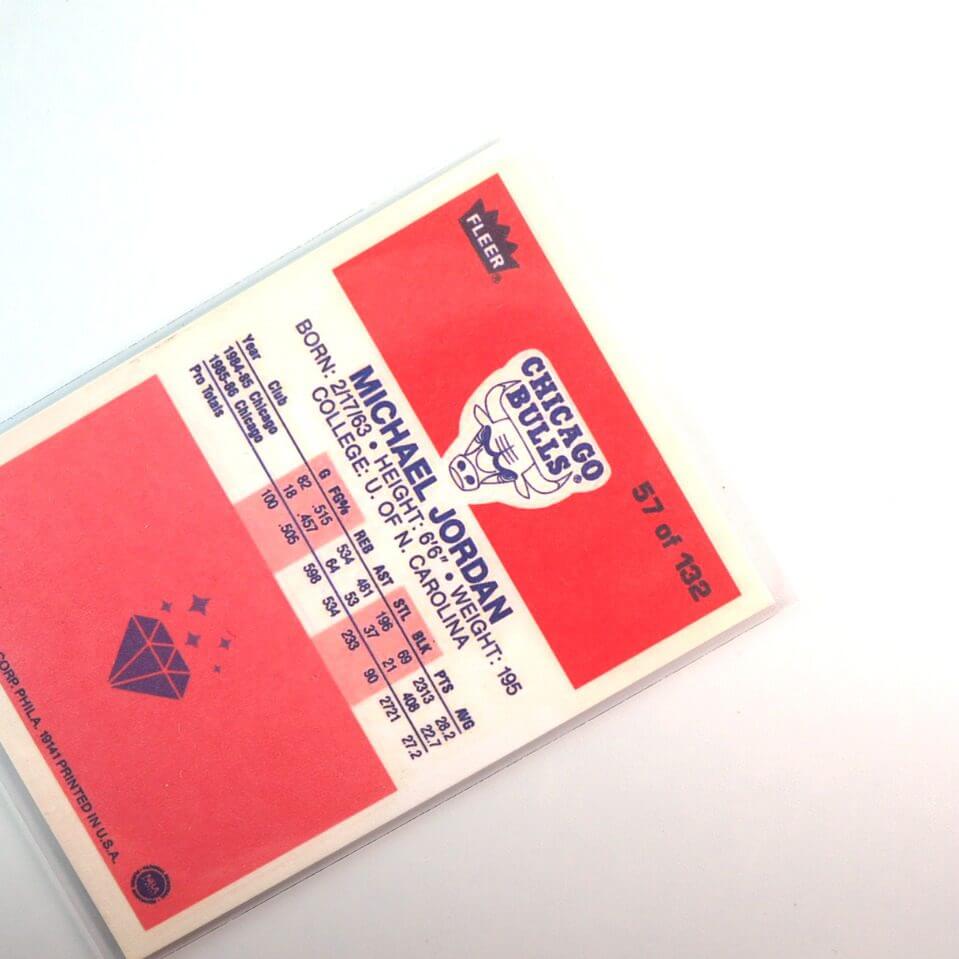 FLEER®
57 of 132
CHICAGO
BULLS®
MICHAEL JORDAN
BORN: 2/17/63 • HEIGHT: 6'6" • WEIGHT: 195
COLLEGE: U. OF N. CAROLINA
Year Club G FG% REB AST STL BLK PTS AVG
1984-85 Chicago 82 .515 534 481 196 69 2313 28.2
1985-86 Chicago 18 .457 64 53 37 21 408 22.7
Pro Totals 100 .505 598 534 233 90 2721 27.2
CORP. PHILA. 19141 PRINTED IN U.S.A.